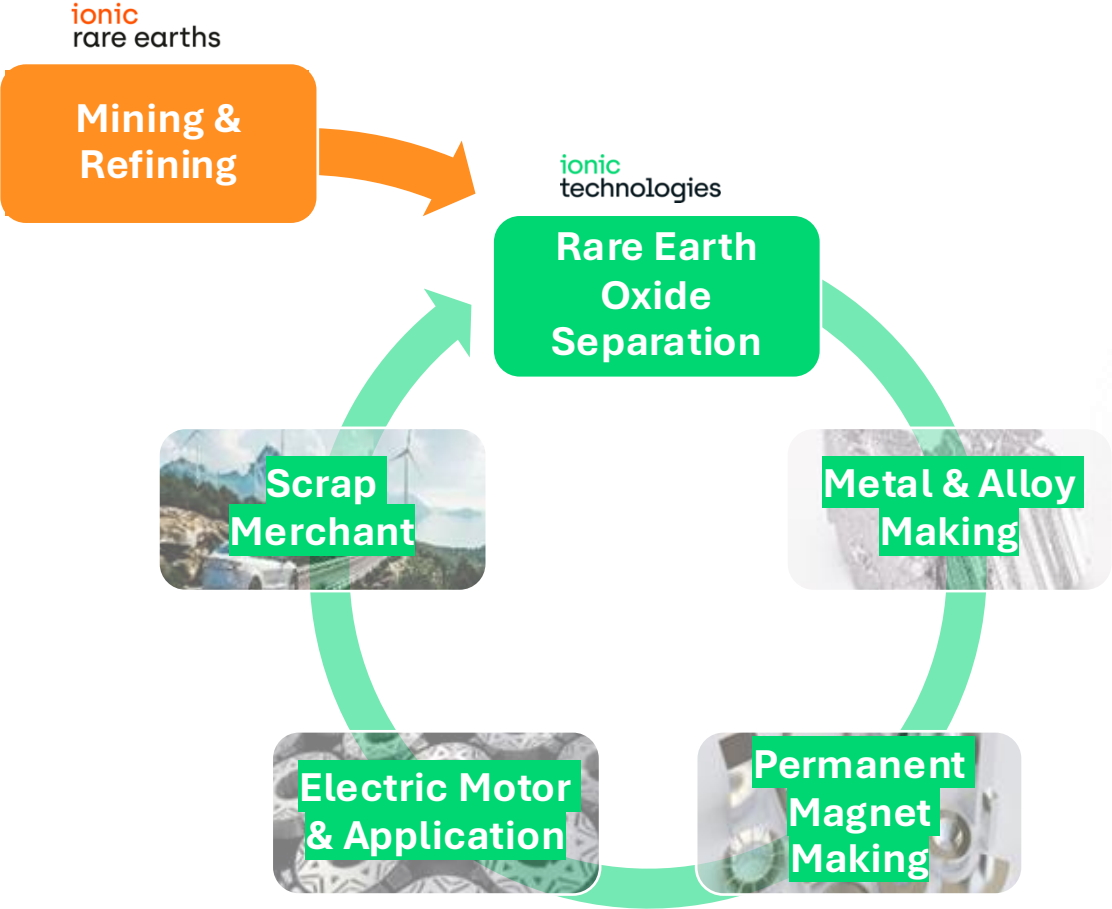 ionic
rare earths
Mining &
Refining
ionic
technologies
Rare Earth
Oxide
Separation
Scrap
Merchant
Metal & Alloy
Making
Electric Motor
& Application
Permanent
Magnet
Making